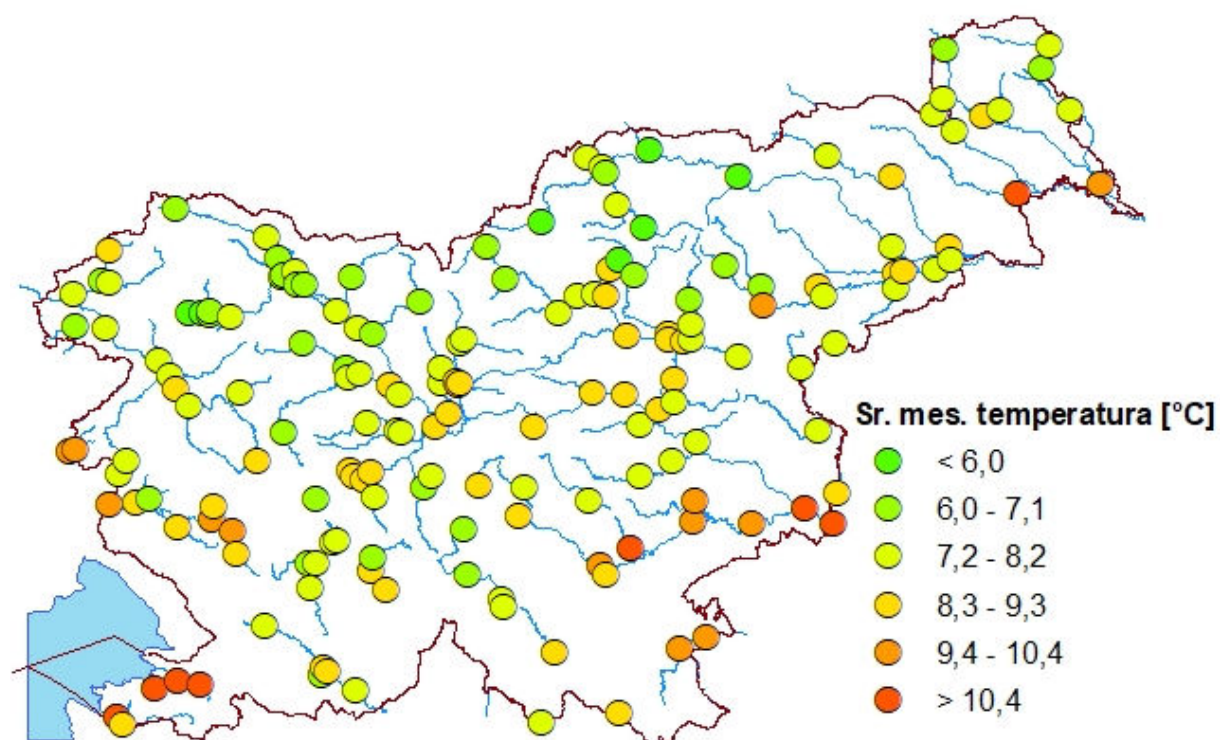 Sr. mes. temperatura [°C]
< 6,0
6,0 - 7,1
7,2 - 8,2
8,3 - 9,3
9,4 - 10,4
> 10,4